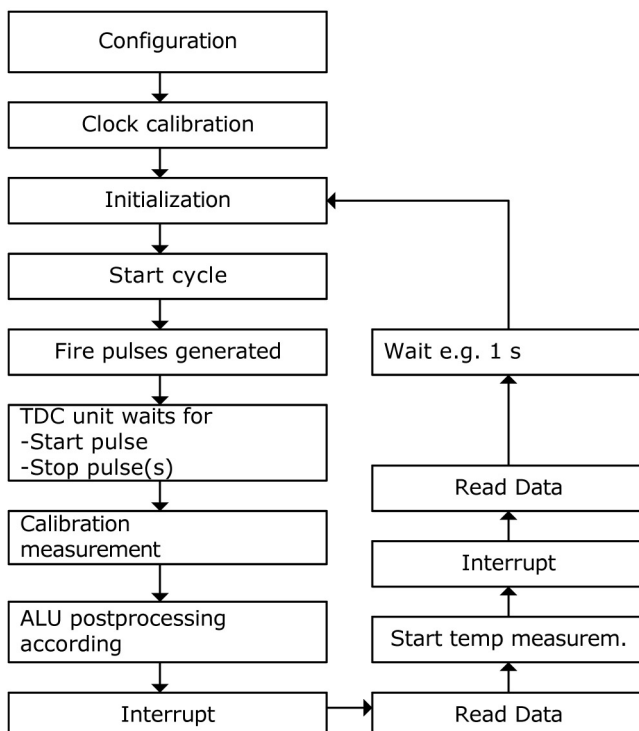 Configuration
Clock calibration
Initialization
Start cycle
Fire pulses generated
TDC unit waits for
-Start pulse
-Stop pulse(s)
Calibration
measurement
ALU postprocessing
according
Interrupt
Read Data
Start temp measurem.
Interrupt
Read Data
Wait e.g. 1 s